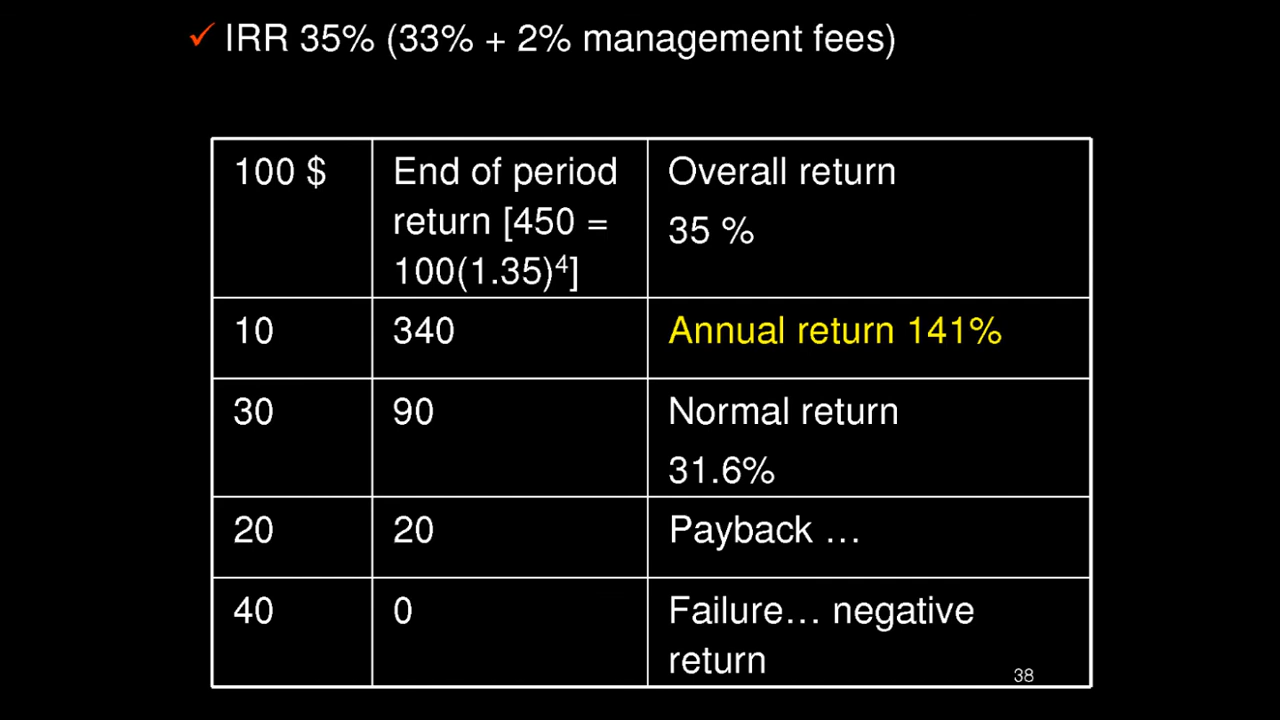 ✓ IRR 35% (33% + 2% management fees)
100 $
End of period
return [450 =
100(1.35)⁴]
Overall return
35 %
10
340
Annual return 141%
30
90
Normal return
31.6%
20
20
Payback …
40
0
Failure… negative
return
38